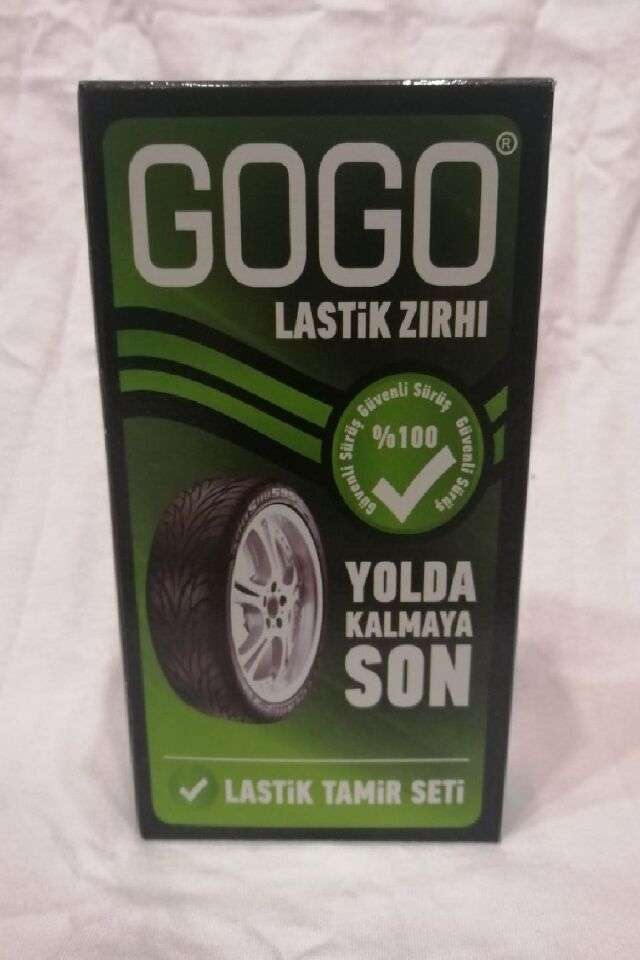 GOGO®
LASTiK ZIRHI
Güvenli Sürüş Güvenli Sürüş Güvenli Sürüş
%100
YOLDA
KALMAYA
SON
LASTiK TAMiR SETi